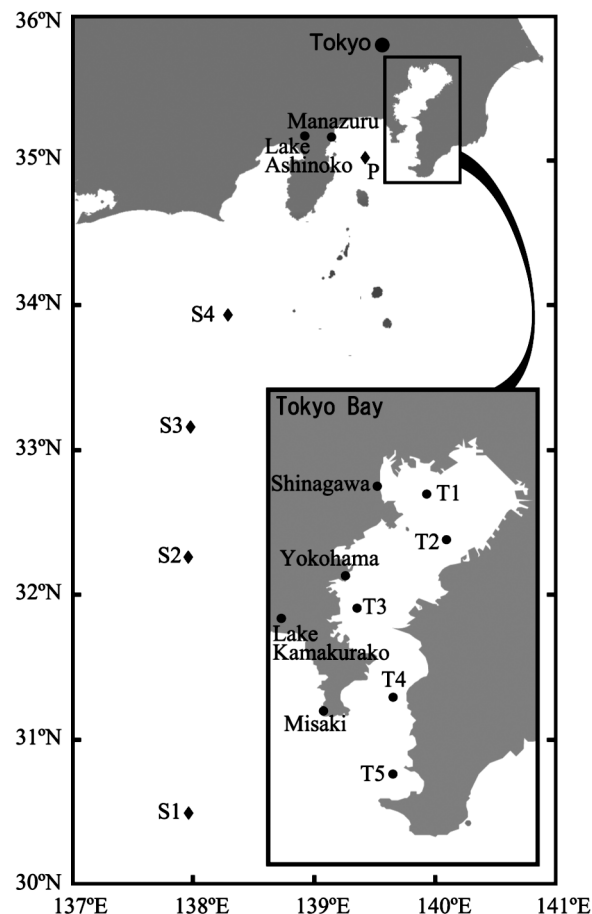 36ºN
Tokyo
Manazuru
Lake
Ashinoko
35ºN
P
34ºN
S4
33ºN
S3
Tokyo Bay
Shinagawa
T1
T2
32ºN
S2
Yokohama
T3
Lake
Kamakurako
T4
31ºN
Misaki
T5
S1
30ºN
137ºE
138ºE
139ºE
140ºE
141ºE